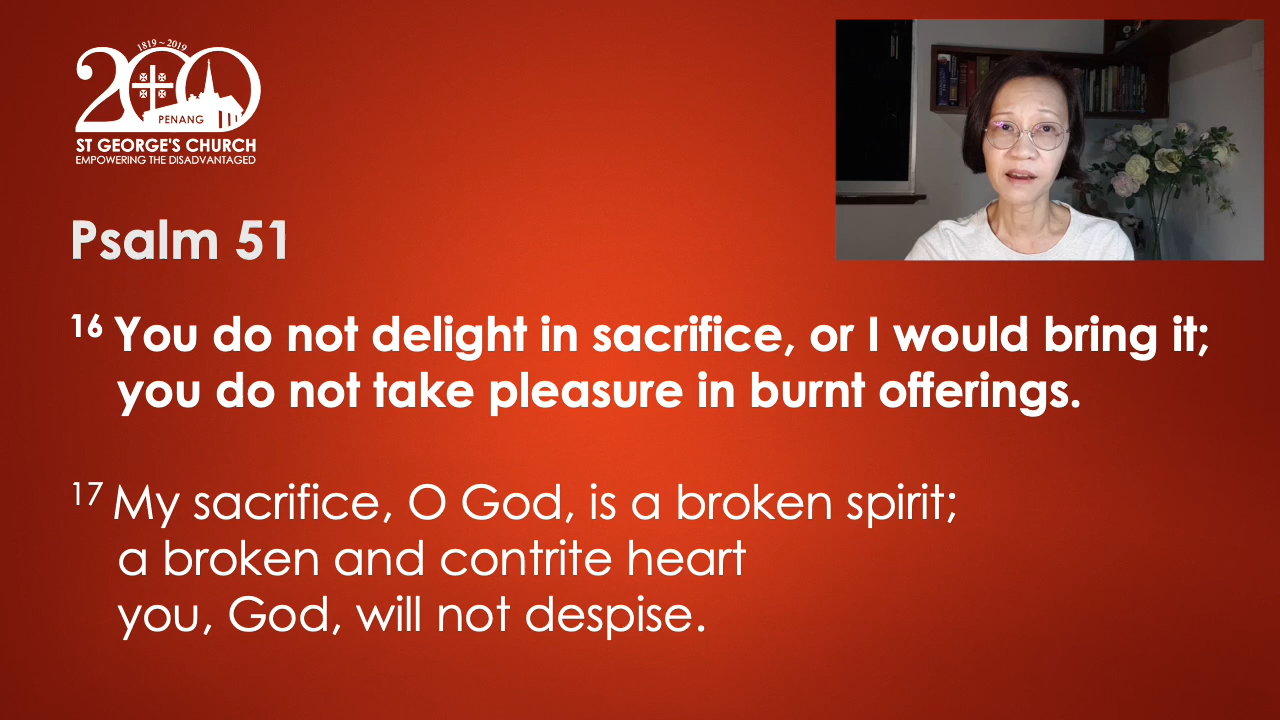 1819 ~ 2019
200
PENANG
ST GEORGE'S CHURCH
EMPOWERING THE DISADVANTAGED
Psalm 51
16 You do not delight in sacrifice, or I would bring it;
you do not take pleasure in burnt offerings.
17 My sacrifice, O God, is a broken spirit;
a broken and contrite heart
you, God, will not despise.